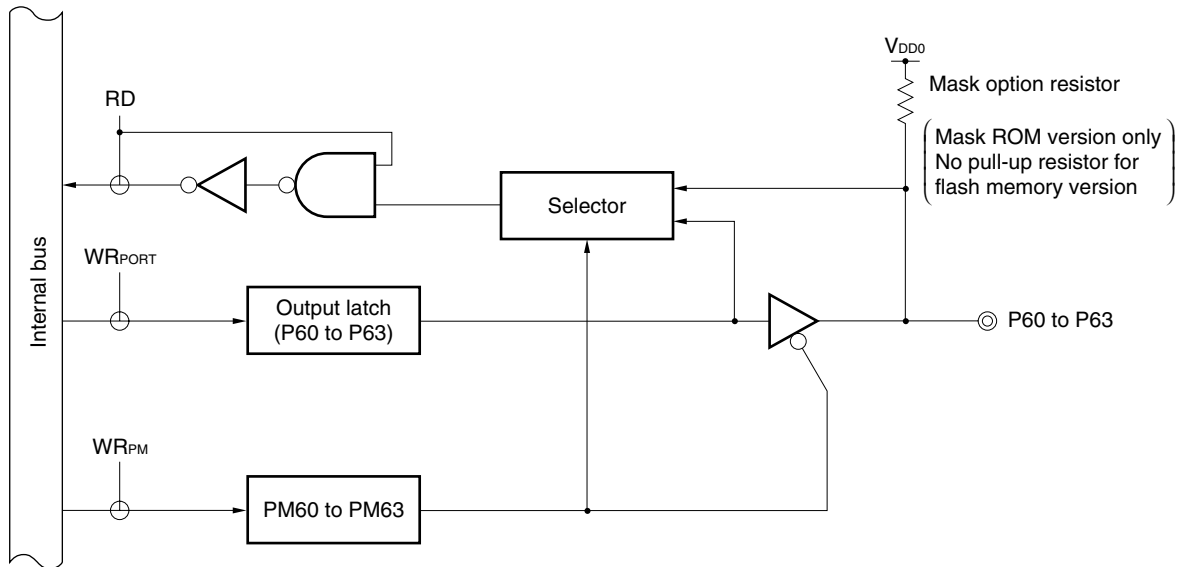 VDD0
Mask option resistor
Mask ROM version only
No pull-up resistor for
flash memory version
RD
Selector
WRPORT
Output latch
(P60 to P63)
P60 to P63
Internal bus
WRPM
PM60 to PM63